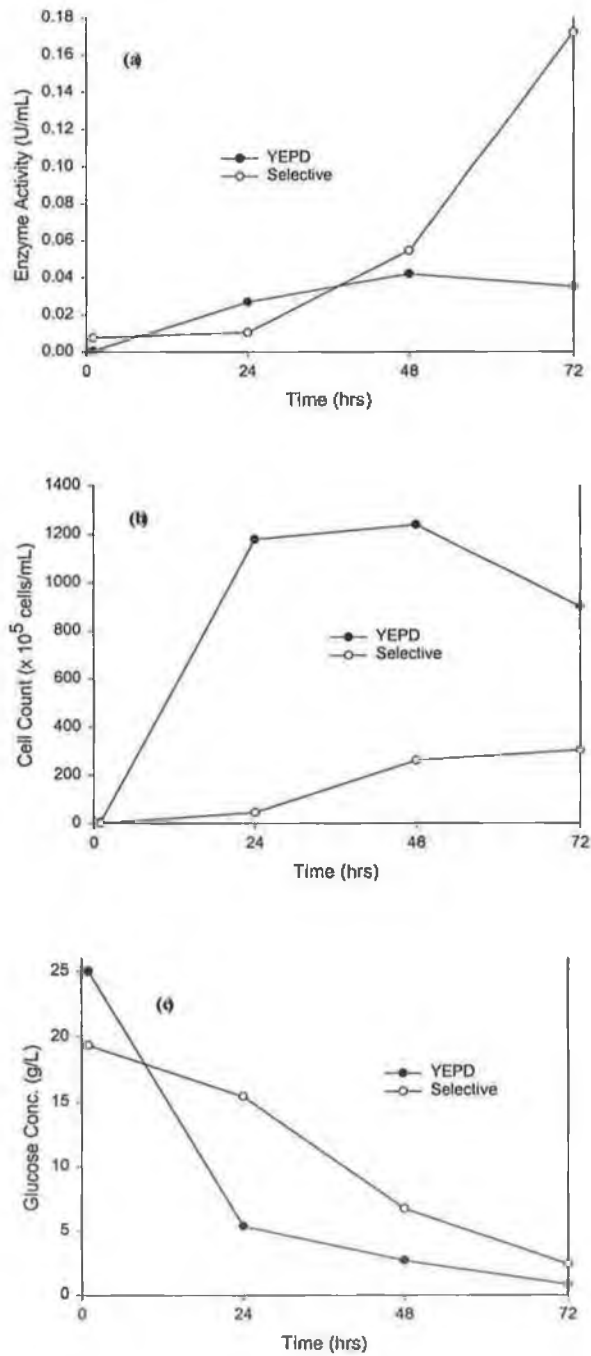 0.18
(a)
0.16
0.14
0.12
0.10
0.08
0.06
0.04
0.02
0.00
Enzyme Activity (U/mL)
YEPD
Selective
0
24
48
72
Time (hrs)
1400
(b)
1200
1000
800
600
400
200
0
Cell Count (x 10⁵ cells/mL)
YEPD
Selective
0
24
48
72
Time (hrs)
25
(c)
20
15
10
5
0
Glucose Conc. (g/L)
YEPD
Selective
0
24
48
72
Time (hrs)